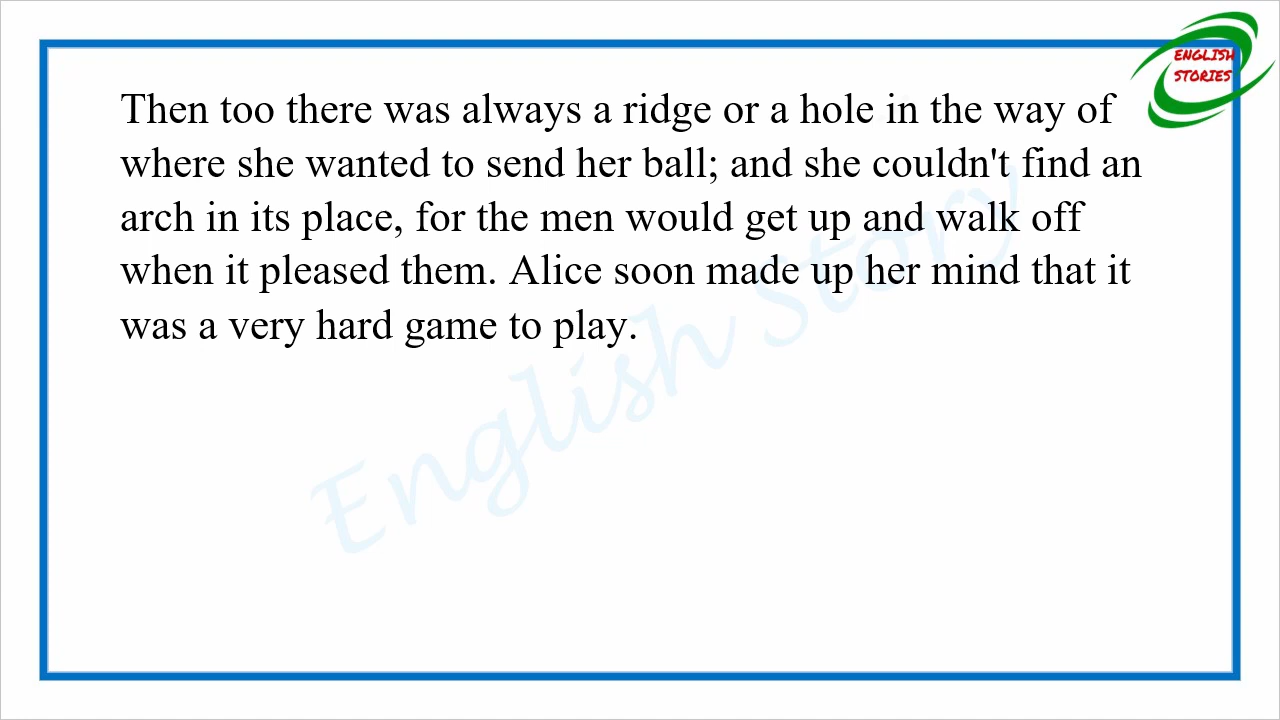 ENGLISH
STORIES
Then too there was always a ridge or a hole in the way of
where she wanted to send her ball; and she couldn't find an
arch in its place, for the men would get up and walk off
when it pleased them. Alice soon made up her mind that it
was a very hard game to play.
English Story